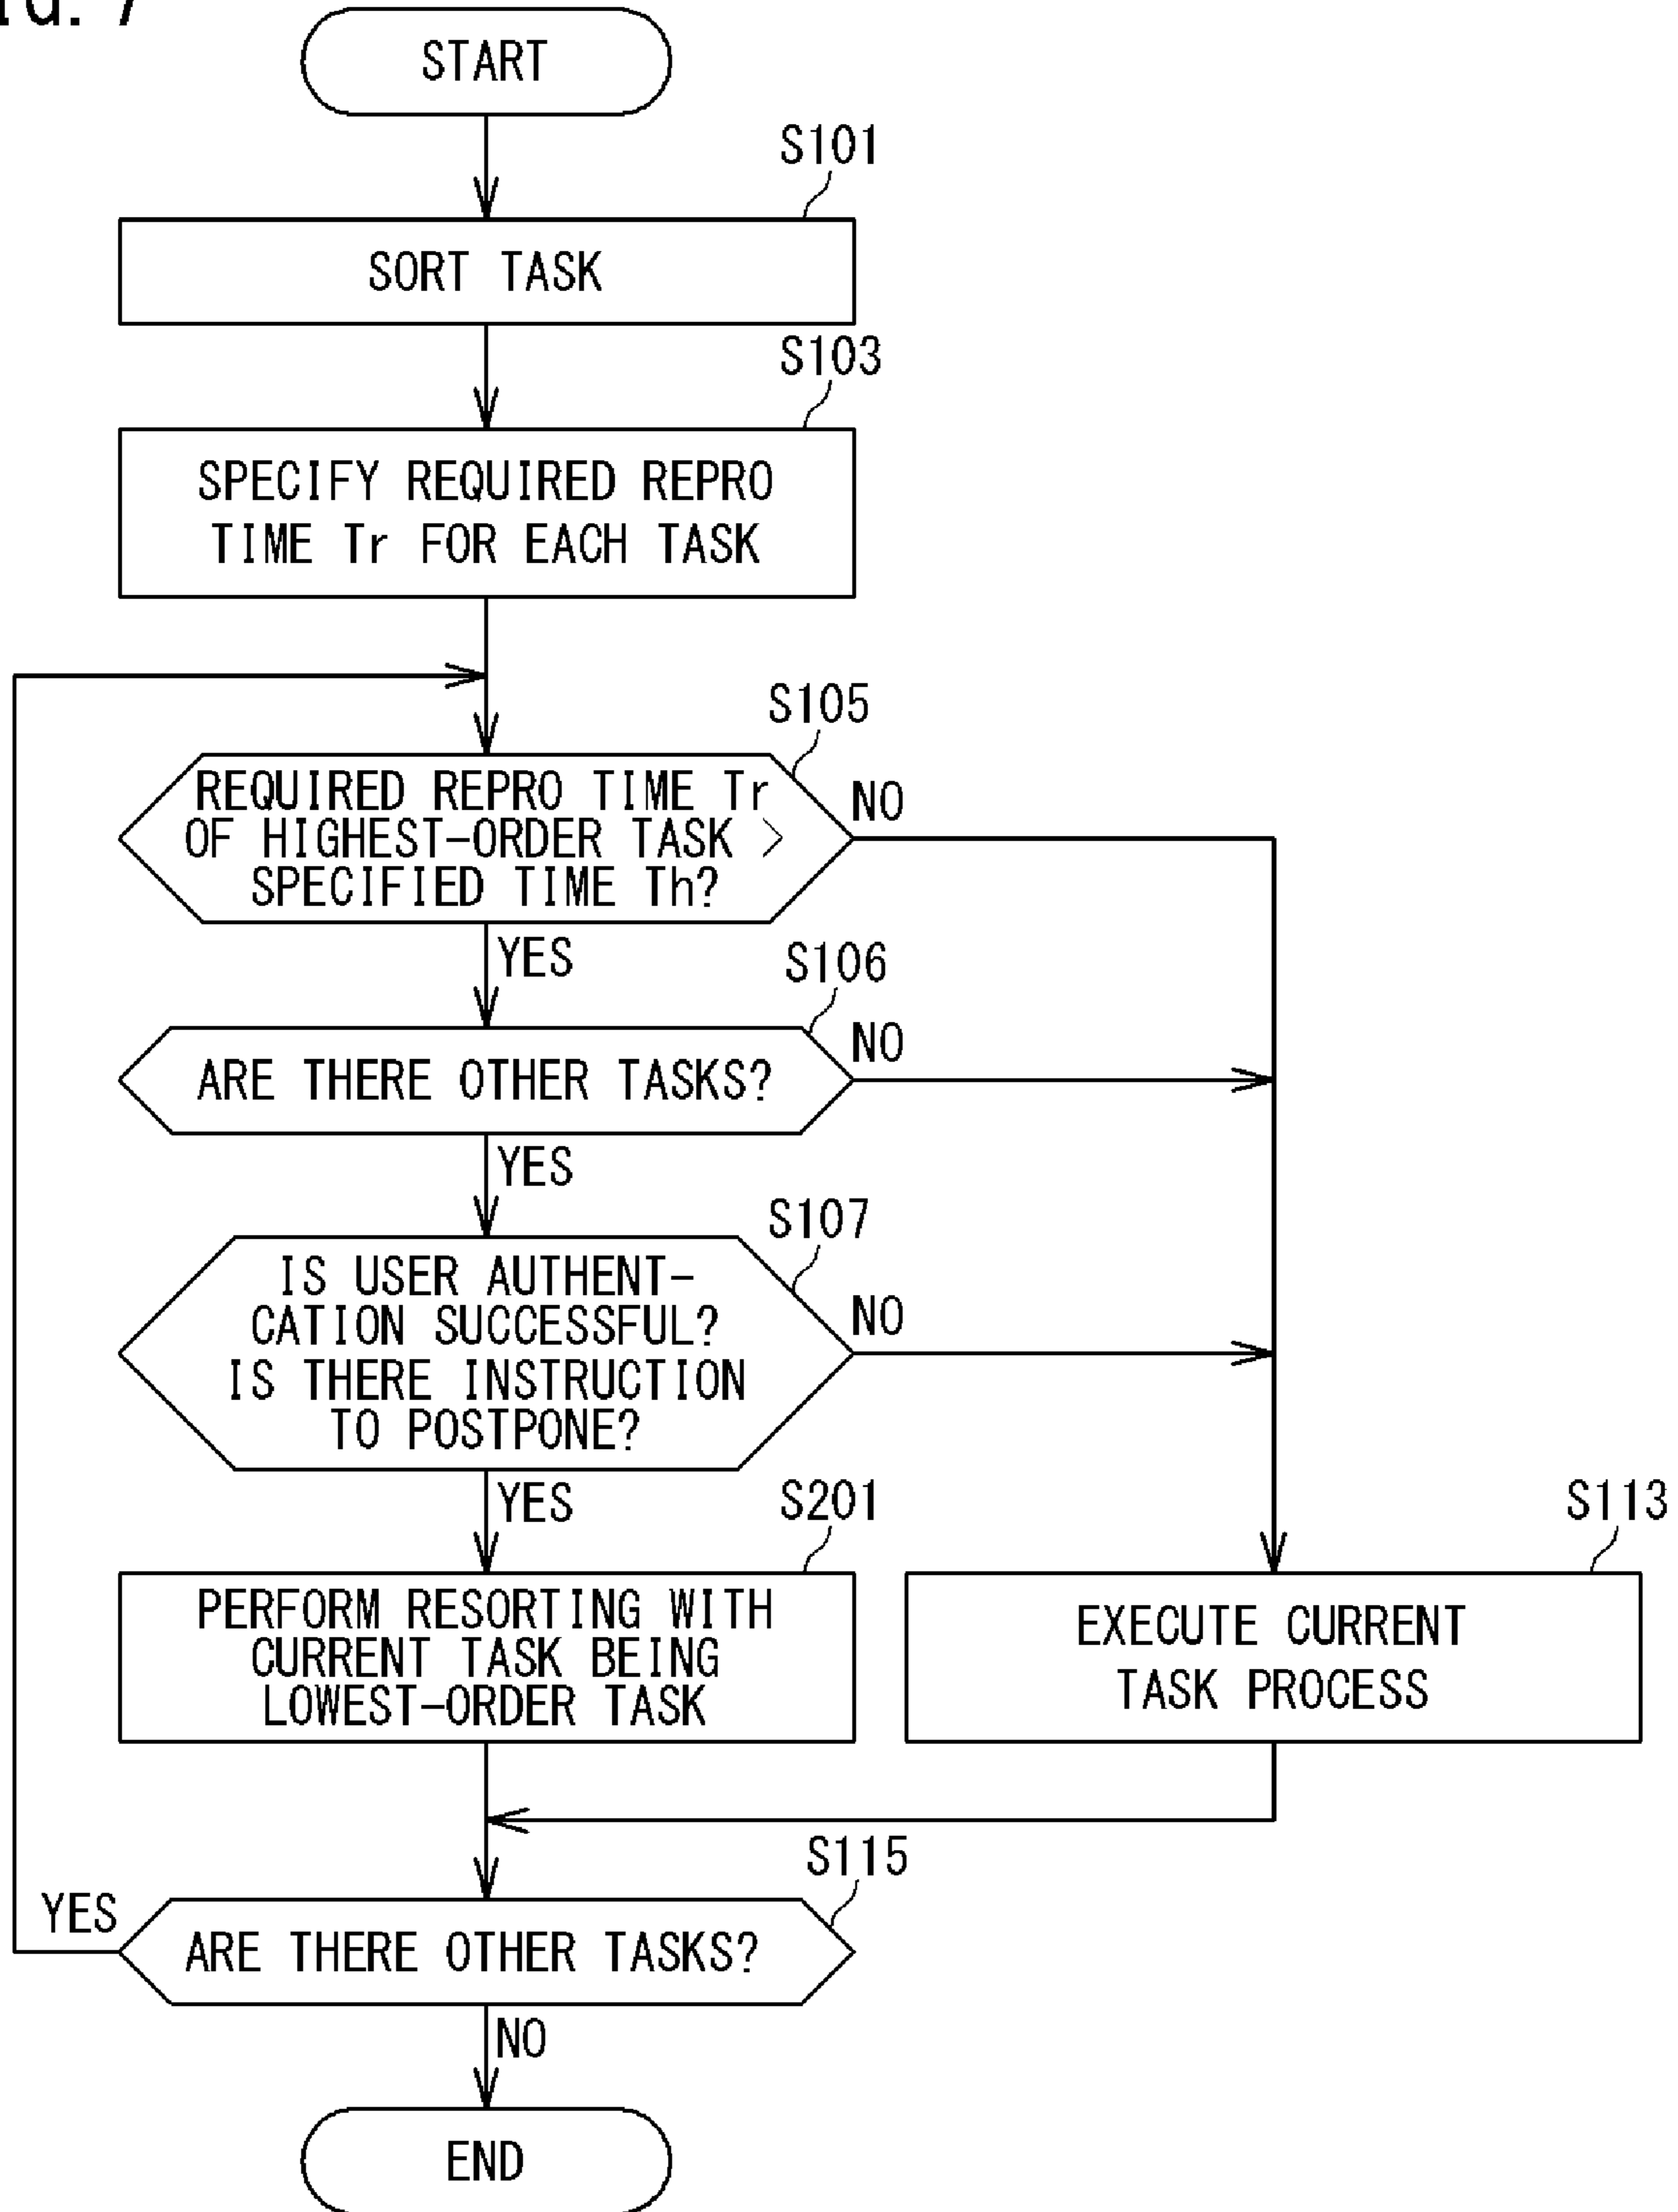 START
S101
SORT TASK
S103
SPECIFY REQUIRED REPRO
TIME Tr FOR EACH TASK
S105
REQUIRED REPRO TIME Tr
OF HIGHEST-ORDER TASK >
SPECIFIED TIME Th?
NO
YES
S106
ARE THERE OTHER TASKS?
NO
YES
S107
IS USER AUTHENT-
CATION SUCCESSFUL?
IS THERE INSTRUCTION
TO POSTPONE?
NO
YES
S201
PERFORM RESORTING WITH
CURRENT TASK BEING
LOWEST-ORDER TASK
S113
EXECUTE CURRENT
TASK PROCESS
S115
ARE THERE OTHER TASKS?
YES
NO
END